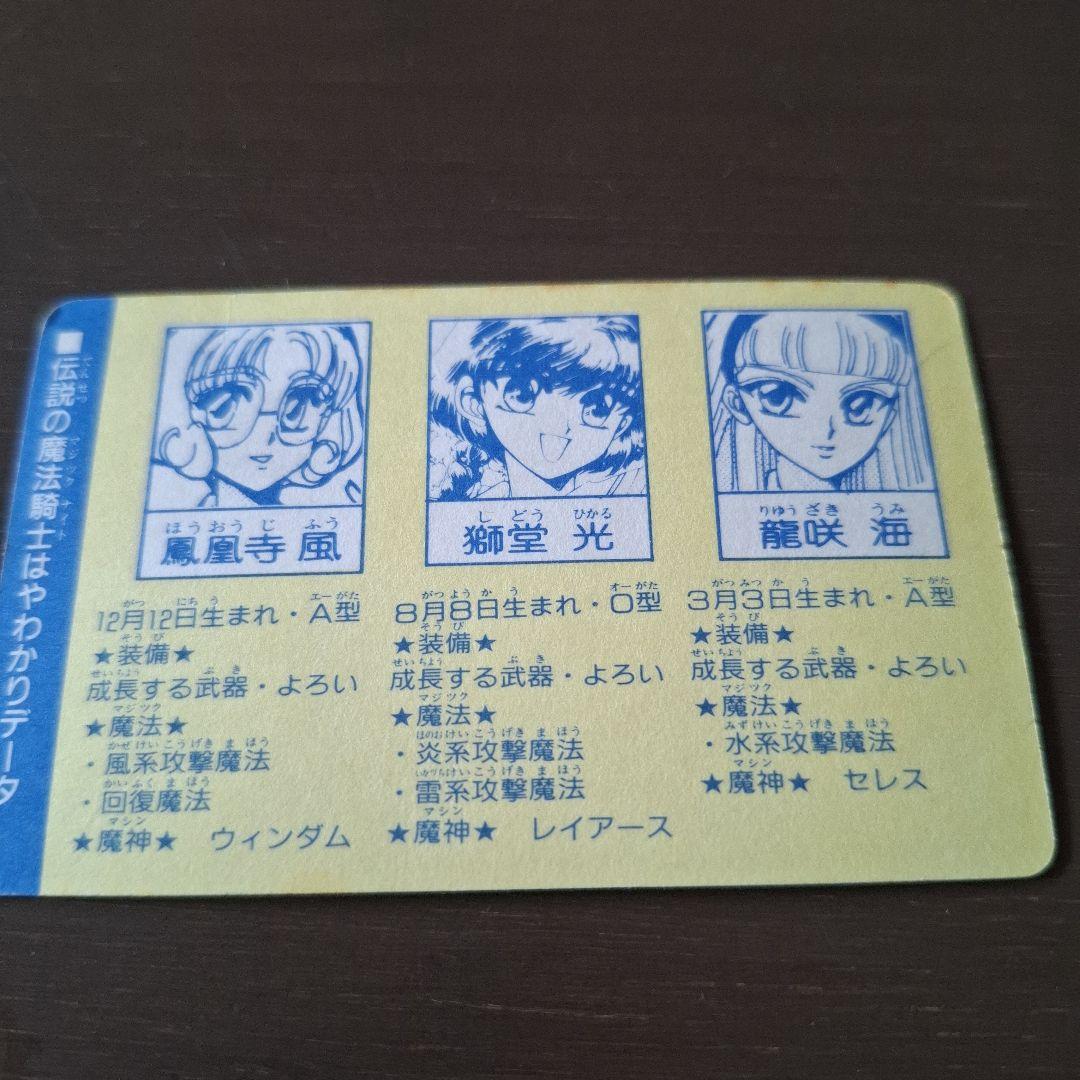 ■伝説の魔法騎士はやわかりデータ
鳳凰寺 風
12月12日生まれ・A型
★装備★
成長する武器・よろい
★魔法★
・風系攻撃魔法
・回復魔法
★魔神★ ウィンダム
獅堂 光
8月8日生まれ・O型
★装備★
成長する武器・よろい
★魔法★
・炎系攻撃魔法
・雷系攻撃魔法
★魔神★ レイアース
龍咲 海
3月3日生まれ・A型
★装備★
成長する武器・よろい
★魔法★
・水系攻撃魔法
★魔神★ セレス